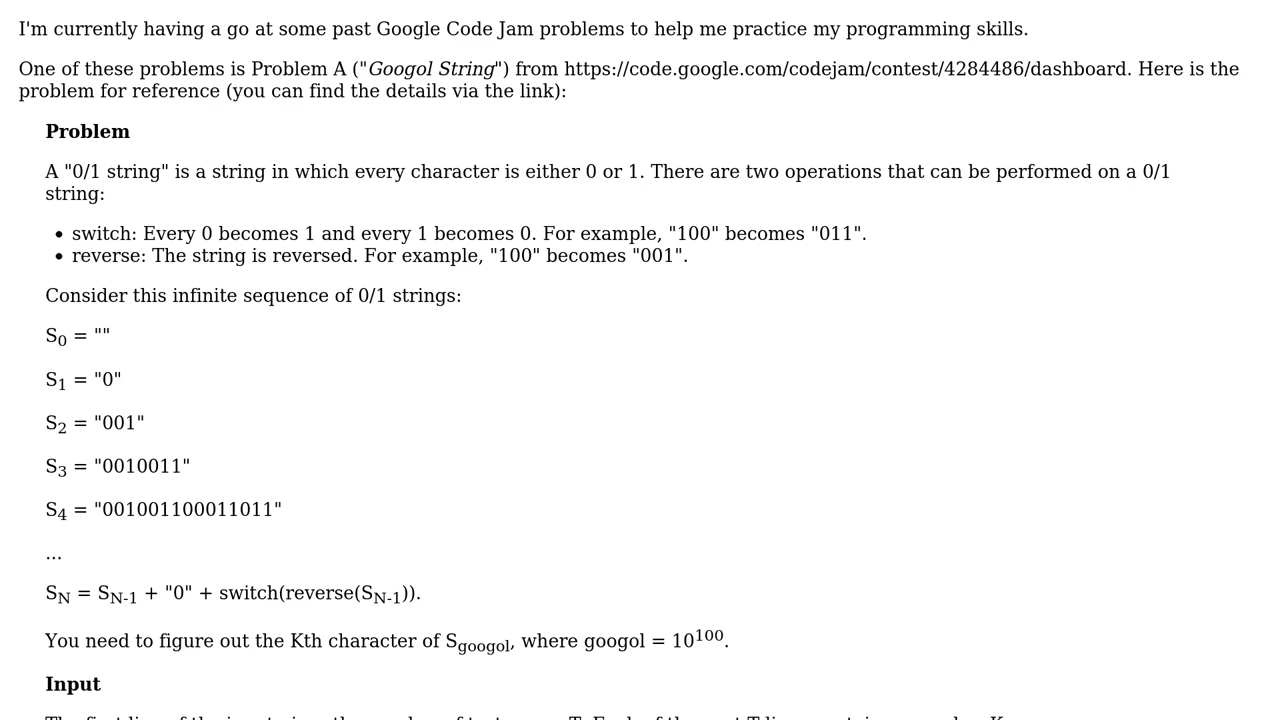 I'm currently having a go at some past Google Code Jam problems to help me practice my programming skills.
One of these problems is Problem A ("Googol String") from https://code.google.com/codejam/contest/4284486/dashboard. Here is the
problem for reference (you can find the details via the link):
Problem
A "0/1 string" is a string in which every character is either 0 or 1. There are two operations that can be performed on a 0/1
string:
• switch: Every 0 becomes 1 and every 1 becomes 0. For example, "100" becomes "011".
• reverse: The string is reversed. For example, "100" becomes "001".
Consider this infinite sequence of 0/1 strings:
S0 = ""
S1 = "0"
S2 = "001"
S3 = "0010011"
S4 = "001001100011011"
...
SN = SN-1 + "0" + switch(reverse(SN-1)).
You need to figure out the Kth character of Sgoogol, where googol = 10100.
Input